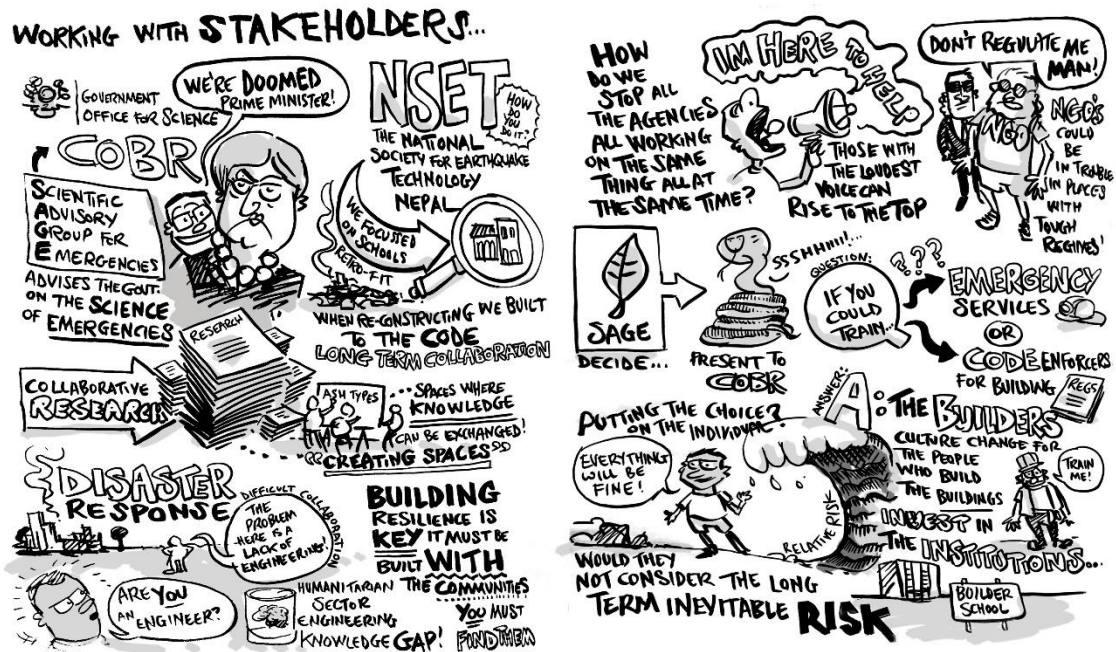 WORKING WITH STAKEHOLDERS...
GOVERNMENT
OFFICE FOR SCIENCE
WE'RE DOOMED
PRIME MINISTER!
COBR
SCIENTIFIC
ADVISORY
GROUP FOR
EMERGENCIES
ADVISES THE GOVT.
ON THE SCIENCE
OF EMERGENCIES
NSET
HOW
DO
YOU
DO IT?
THE NATIONAL
SOCIETY FOR EARTHQUAKE
TECHNOLOGY
NEPAL
WE FOCUSSED
ON SCHOOLS
RETRO-FIT
WHEN RE-CONSTRUCTING WE BUILT
TO THE CODE
LONG TERM COLLABORATION
RESEARCH
COLLABORATIVE
RESEARCH
ASH TYPES
..SPACES WHERE
KNOWLEDGE
CAN BE EXCHANGED!
"CREATING SPACES"
DISASTER
RESPONSE
DIFFICULT COLLABORATION
THE
PROBLEM
HERE IS A
LACK OF
ENGINEERING!
ARE YOU
AN ENGINEER?
HUMANITARIAN
SECTOR
ENGINEERING
KNOWLEDGE GAP!
BUILDING
RESILIENCE IS
KEY IT MUST BE
BUILT WITH
THE COMMUNITIES
YOU MUST
FIND THEM
HOW
DO WE
STOP ALL
THE AGENCIES
ALL WORKING
ON THE SAME
THING ALL AT
THE SAME TIME?
IM HERE TO HELP
THOSE WITH
THE LOUDEST
VOICE CAN
RISE TO THE TOP
DON'T REGULATE ME
MAN!
NGO
NGO'S
COULD
BE
IN TROUBLE
IN PLACES
WITH
TOUGH
REGIMES!
SAGE
DECIDE...
SSSHHH!!...
PRESENT TO
COBR
QUESTION:
IF YOU
COULD
TRAIN...
???
EMERGENCY
SERVICES
OR
CODE ENFORCERS
FOR BUILDING
REGS
ANSWER:
A: THE BUILDERS
CULTURE CHANGE FOR
THE PEOPLE
WHO BUILD
THE BUILDINGS
INVEST IN
THE INSTITUTIONS...
TRAIN
ME!
BUILDER
SCHOOL
PUTTING THE CHOICE
ON THE INDIVIDUAL?
EVERYTHING
WILL BE
FINE!
RELATIVE RISK
WOULD THEY
NOT CONSIDER THE LONG
TERM INEVITABLE RISK